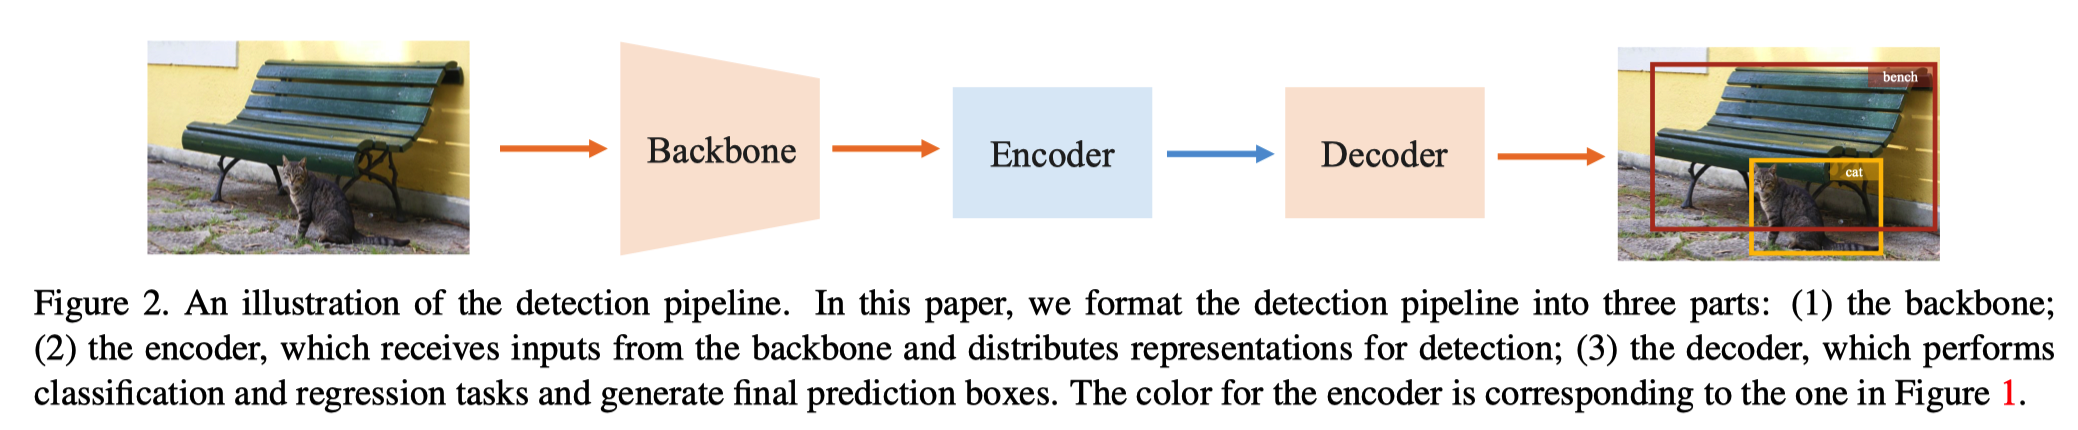 bench
Backbone
Encoder
Decoder
cat
Figure 2. An illustration of the detection pipeline. In this paper, we format the detection pipeline into three parts: (1) the backbone;
(2) the encoder, which receives inputs from the backbone and distributes representations for detection; (3) the decoder, which performs
classification and regression tasks and generate final prediction boxes. The color for the encoder is corresponding to the one in Figure 1.